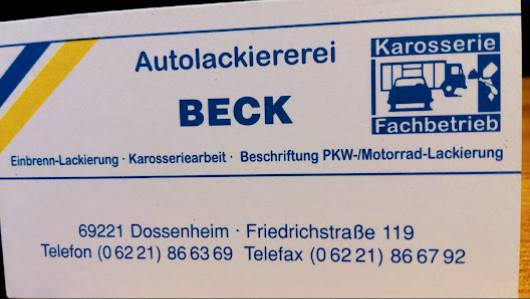 Autolackiererei
BECK
Karosserie
Fachbetrieb
Einbrenn-Lackierung · Karosseriearbeit · Beschriftung PKW-/Motorrad-Lackierung
69221 Dossenheim · Friedrichstraße 119
Telefon (0 62 21) 86 63 69 Telefax (0 62 21) 86 67 92